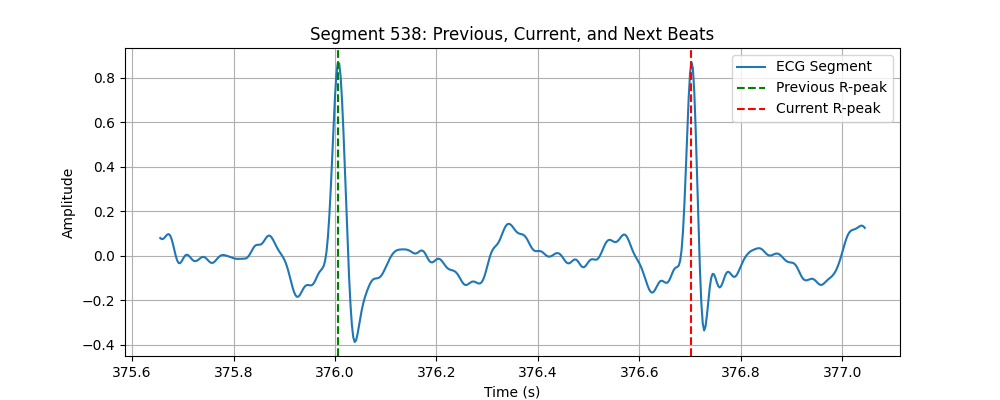 Segment 538: Previous, Current, and Next Beats
ECG Segment
Previous R-peak
Current R-peak
Amplitude
0.8
0.6
0.4
0.2
0.0
−0.2
−0.4
375.6 375.8 376.0 376.2 376.4 376.6 376.8 377.0
Time (s)